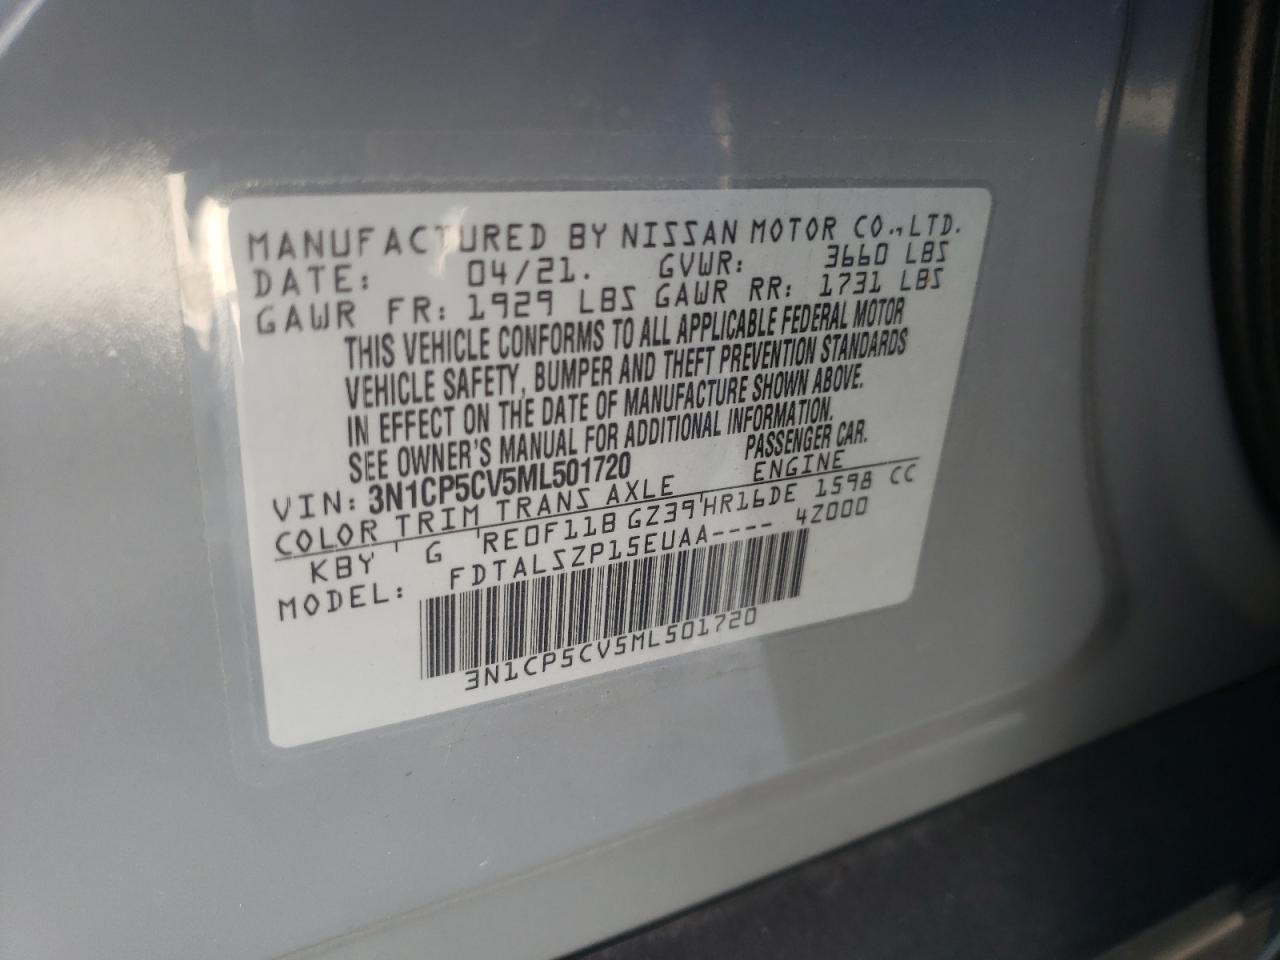 MANUFACTURED BY NISSAN MOTOR CO., LTD.
DATE: 04/21. GVWR: 3660 LBS
GAWR FR: 1929 LBS GAWR RR: 1731 LBS
THIS VEHICLE CONFORMS TO ALL APPLICABLE FEDERAL MOTOR
VEHICLE SAFETY, BUMPER AND THEFT PREVENTION STANDARDS
IN EFFECT ON THE DATE OF MANUFACTURE SHOWN ABOVE.
SEE OWNER'S MANUAL FOR ADDITIONAL INFORMATION.
VIN: 3N1CP5CV5ML501720 PASSENGER CAR.
COLOR TRIM TRANS AXLE ENGINE
KBY ' G ' RE0F11B GZ39'HR16DE 1598 CC
MODEL: FDTALSZP15EUAA---- 4Z000
3N1CP5CV5ML501720